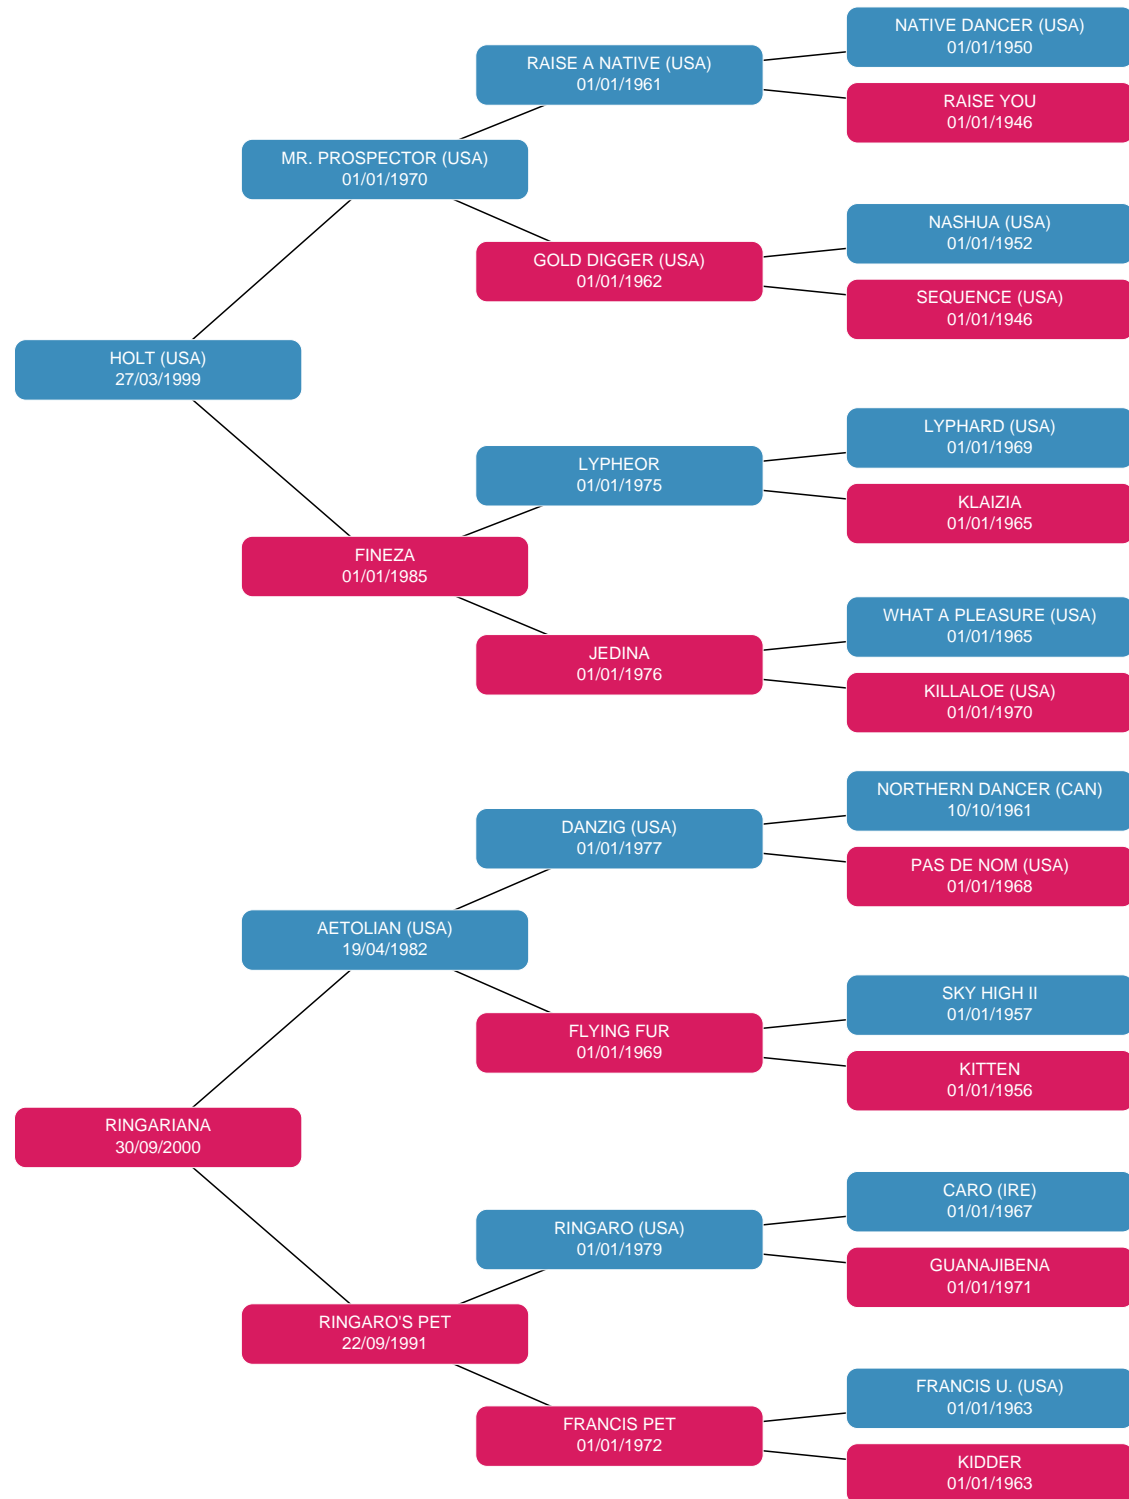 NATIVE DANCER (USA)
01/01/1950
RAISE A NATIVE (USA)
01/01/1961
RAISE YOU
01/01/1946
MR. PROSPECTOR (USA)
01/01/1970
NASHUA (USA)
01/01/1952
GOLD DIGGER (USA)
01/01/1962
SEQUENCE (USA)
01/01/1946
HOLT (USA)
27/03/1999
LYPHARD (USA)
01/01/1969
LYPHEOR
01/01/1975
KLAIZIA
01/01/1965
FINEZA
01/01/1985
WHAT A PLEASURE (USA)
01/01/1965
JEDINA
01/01/1976
KILLALOE (USA)
01/01/1970
NORTHERN DANCER (CAN)
10/10/1961
DANZIG (USA)
01/01/1977
PAS DE NOM (USA)
01/01/1968
AETOLIAN (USA)
19/04/1982
SKY HIGH II
01/01/1957
FLYING FUR
01/01/1969
KITTEN
01/01/1956
RINGARIANA
30/09/2000
CARO (IRE)
01/01/1967
RINGARO (USA)
01/01/1979
GUANAJIBENA
01/01/1971
RINGARO'S PET
22/09/1991
FRANCIS U. (USA)
01/01/1963
FRANCIS PET
01/01/1972
KIDDER
01/01/1963